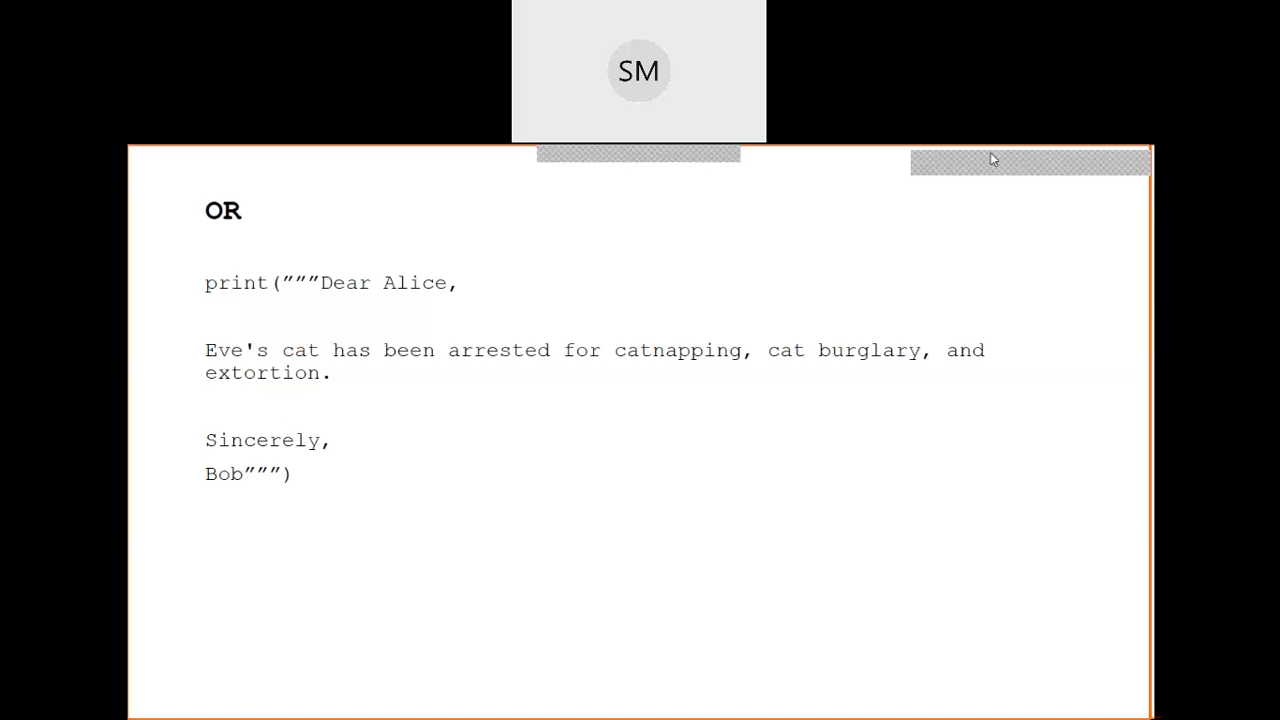 SM
OR
print(”””Dear Alice,
Eve's cat has been arrested for catnapping, cat burglary, and
extortion.
Sincerely,
Bob”””)